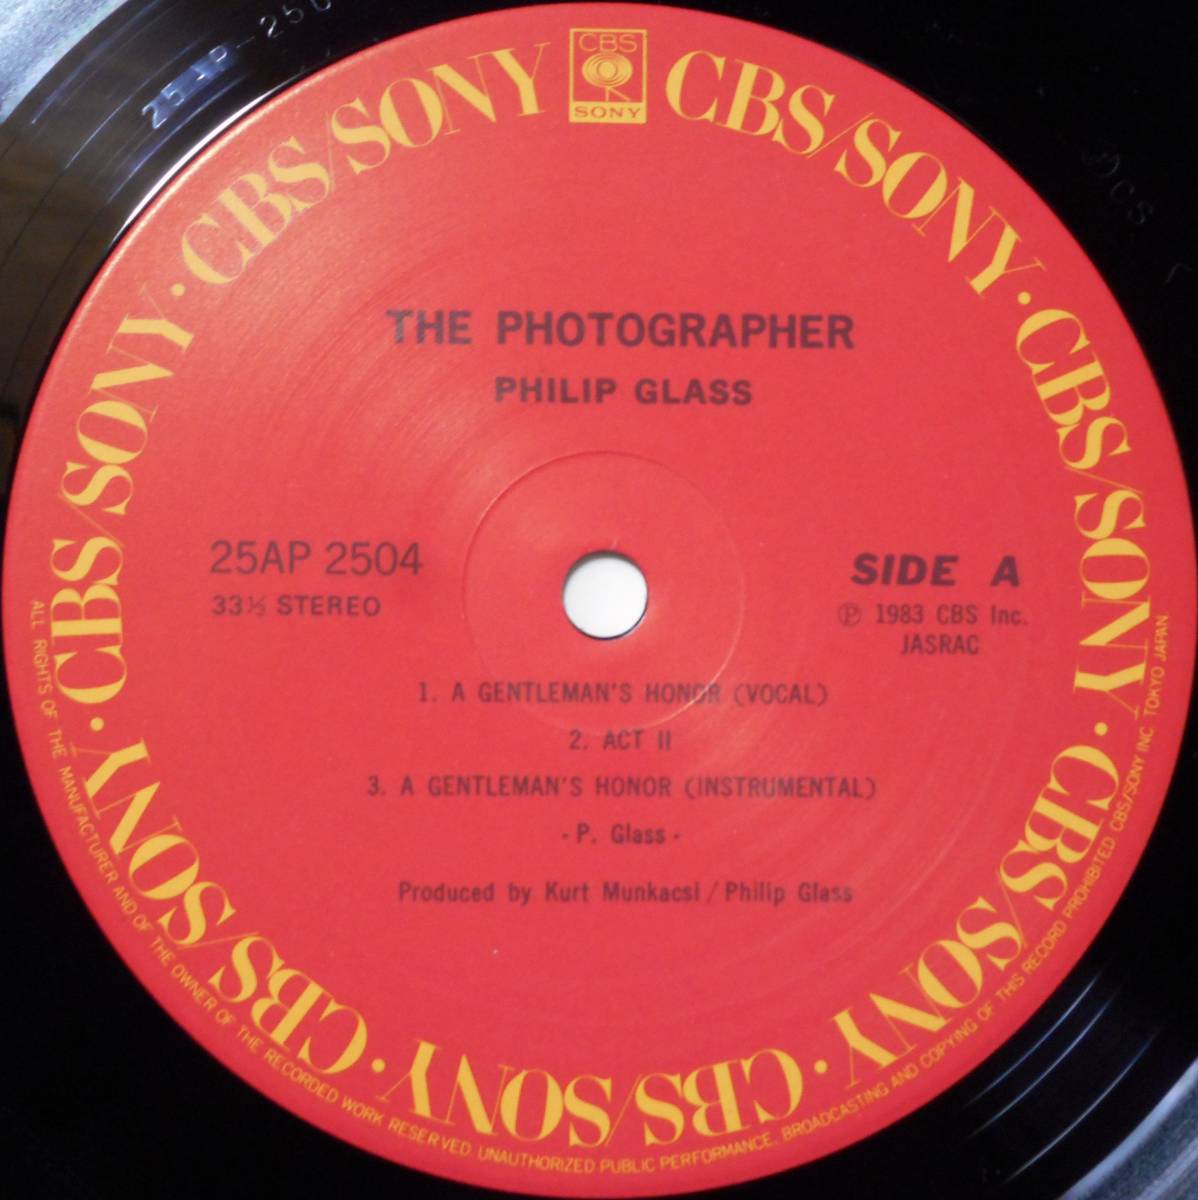 CBS
SONY
CBS/SONY · CBS/SONY · CBS/SONY · CBS/SONY · CBS/SONY · CBS/SONY · CBS/SONY
THE PHOTOGRAPHER
PHILIP GLASS
25AP 2504
33⅓ STEREO
SIDE A
Ⓟ 1983 CBS Inc.
JASRAC
1. A GENTLEMAN'S HONOR (VOCAL)
2. ACT II
3. A GENTLEMAN'S HONOR (INSTRUMENTAL)
- P. Glass -
Produced by Kurt Munkacsi / Philip Glass
ALL RIGHTS OF THE MANUFACTURER AND OF THE OWNER OF THE RECORDED WORK RESERVED UNAUTHORIZED PUBLIC PERFORMANCE, BROADCASTING AND COPYING OF THIS RECORD PROHIBITED CBS/SONY INC TOKYO JAPAN